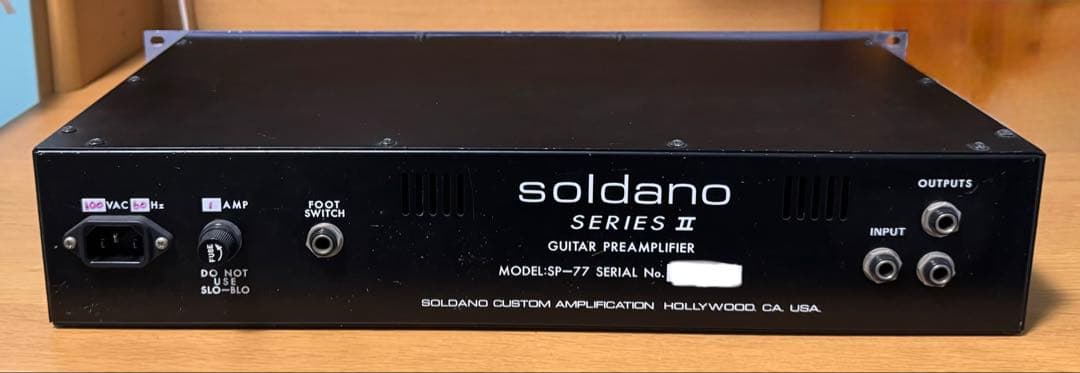 100 VAC 60 Hz
1 AMP
FUSE
DO NOT
USE
SLO-BLO
FOOT
SWITCH
soldano
SERIES II
GUITAR PREAMPLIFIER
MODEL:SP-77 SERIAL No.
SOLDANO CUSTOM AMPLIFICATION HOLLYWOOD. CA. USA.
INPUT
OUTPUTS